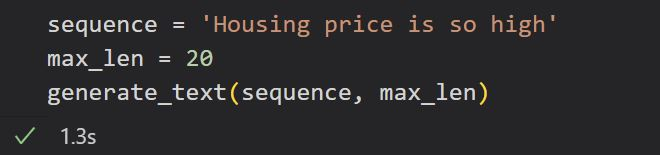 sequence = 'Housing price is so high'
max_len = 20
generate_text(sequence, max_len)
1.3s